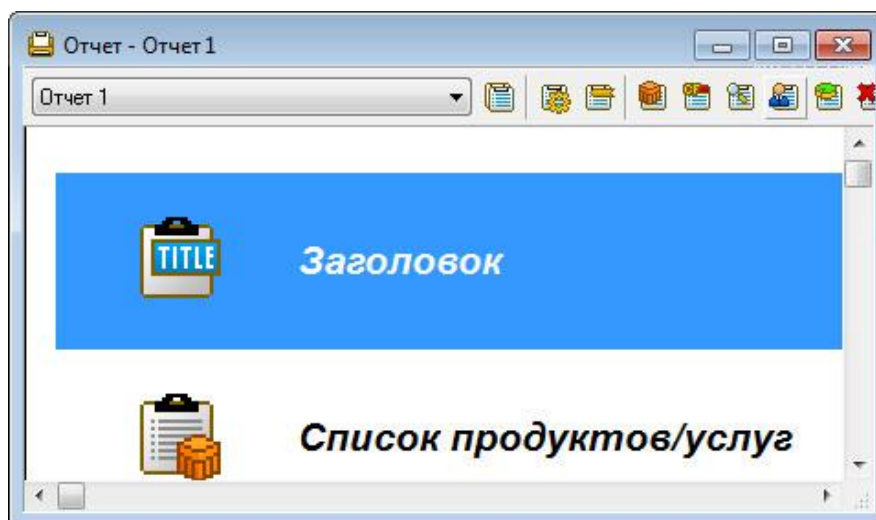 Отчет - Отчет 1
Отчет 1
TITLE
Заголовок
Список продуктов/услуг